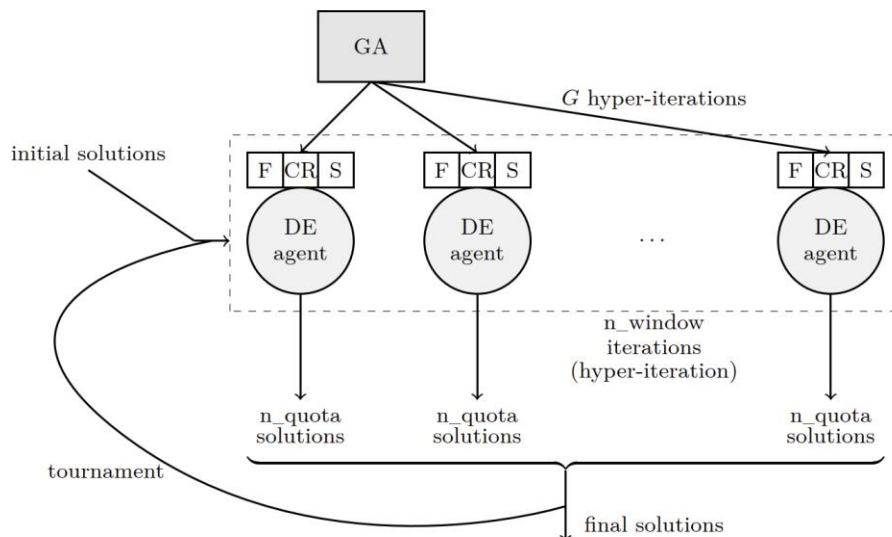 GA
G hyper-iterations
initial solutions
F CR S
F CR S
F CR S
DE
agent
DE
agent
...
DE
agent
n_window
iterations
(hyper-iteration)
n_quota
solutions
n_quota
solutions
n_quota
solutions
tournament
final solutions